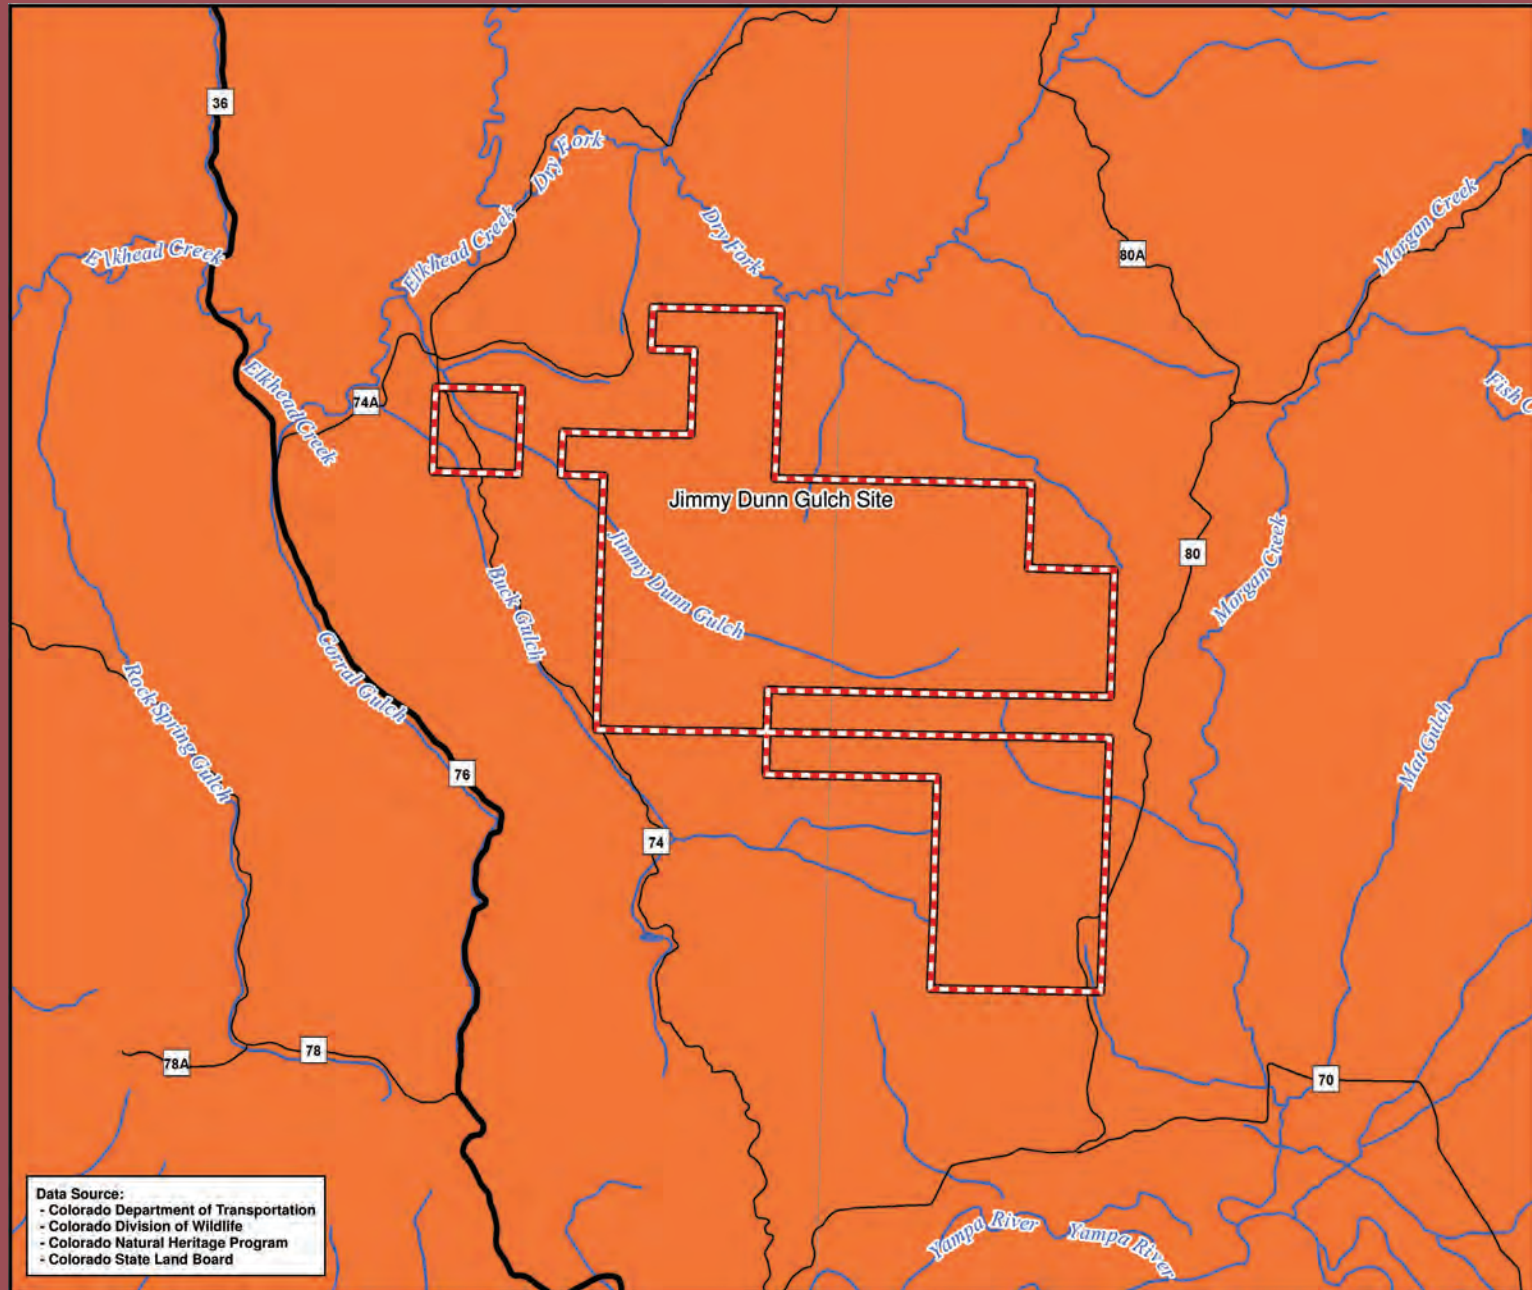 36
Dry Fork
Elkhead Creek
Elkhead Creek
Dry Fork
80A
Morgan Creek
Elkhead Creek
74A
Fish C
Jimmy Dunn Gulch Site
Jimmy Dunn Gulch
80
Morgan Creek
Buck Gulch
Corral Gulch
Rock Spring Gulch
Mat Gulch
76
74
78A
78
70
Yampa River
Yampa River
Data Source:
- Colorado Department of Transportation
- Colorado Division of Wildlife
- Colorado Natural Heritage Program
- Colorado State Land Board